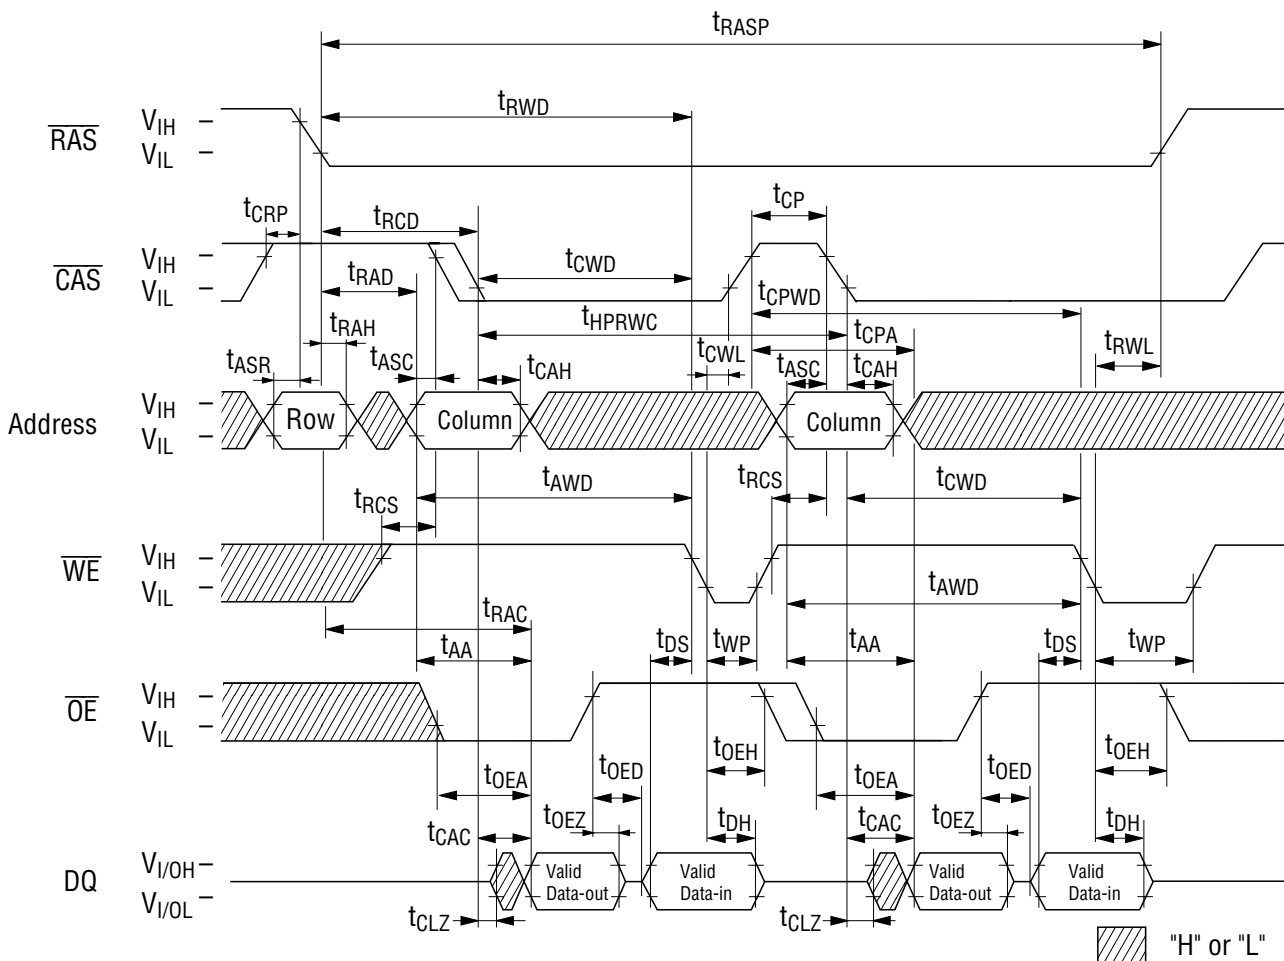 tRASP
tRWD
RAS
VIH
VIL
tCRP
tRCD
tCP
CAS
VIH
VIL
tRAD
tCWD
tCPWD
tHPRWC
tRAH
tCWL
tCPA
tRWL
tASR
tASC
tCAH
tASC
tCAH
Address
VIH
VIL
Row
Column
Column
tAWD
tRCS
tRCS
tCWD
WE
VIH
VIL
tRAC
tAWD
tAA
tDS
tWP
tAA
tDS
tWP
OE
VIH
VIL
tOEA
tOED
tOEH
tOEA
tOED
tOEH
tCAC
tOEZ
tDH
tCAC
tOEZ
tDH
DQ
VI/OH
VI/OL
Valid
Data-out
Valid
Data-in
Valid
Data-out
Valid
Data-in
tCLZ
tCLZ
"H" or "L"